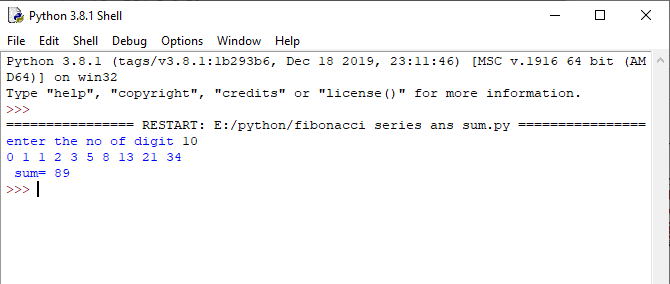 Python 3.8.1 Shell
File Edit Shell Debug Options Window Help
Python 3.8.1 (tags/v3.8.1:1b293b6, Dec 18 2019, 23:11:46) [MSC v.1916 64 bit (AM
D64)] on win32
Type "help", "copyright", "credits" or "license()" for more information.
>>>
================ RESTART: E:/python/fibonacci series ans sum.py ================
enter the no of digit 10
0 1 1 2 3 5 8 13 21 34
 sum= 89
>>>